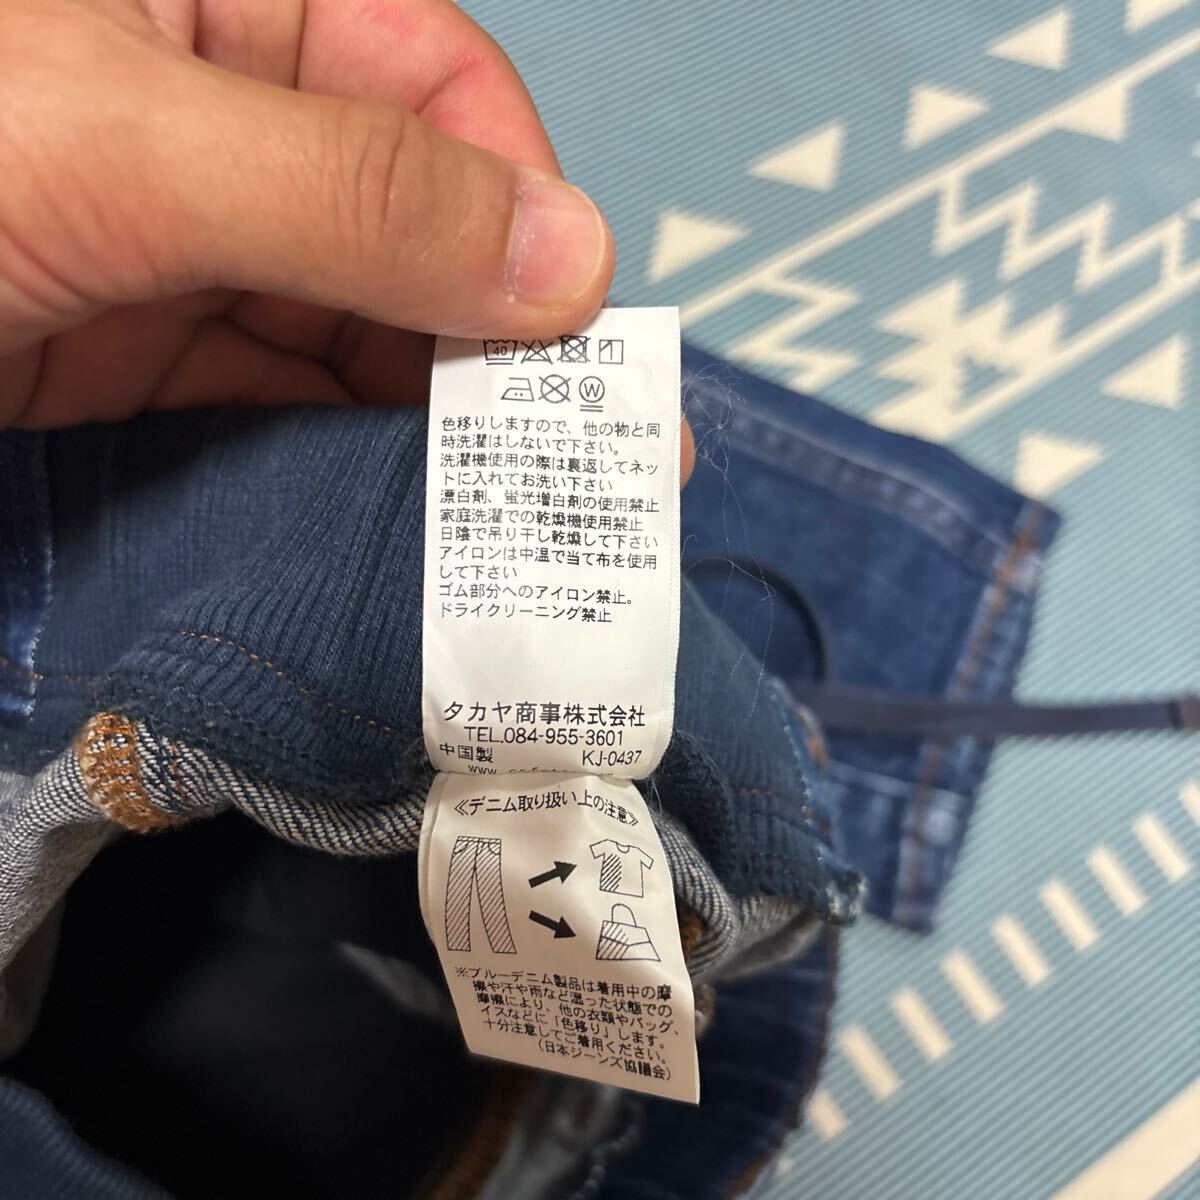 40
W
色移りしますので、他の物と同
時洗濯はしないで下さい。
洗濯機使用の際は裏返してネッ
トに入れてお洗い下さい
漂白剤、蛍光増白剤の使用禁止
家庭洗濯での乾燥機使用禁止
日陰で吊り干し乾燥して下さい
アイロンは中温で当て布を使用
して下さい
ゴム部分へのアイロン禁止。
ドライクリーニング禁止
タカヤ商事株式会社
TEL.084-955-3601
中国製 KJ-0437
《デニム取り扱い上の注意》
※ブルーデニム製品は着用中の摩
擦や汗や雨など湿った状態での
摩擦により、他の衣類やバッグ、
イスなどに「色移り」します。
十分注意してご着用ください。
(日本ジーンズ協議会)